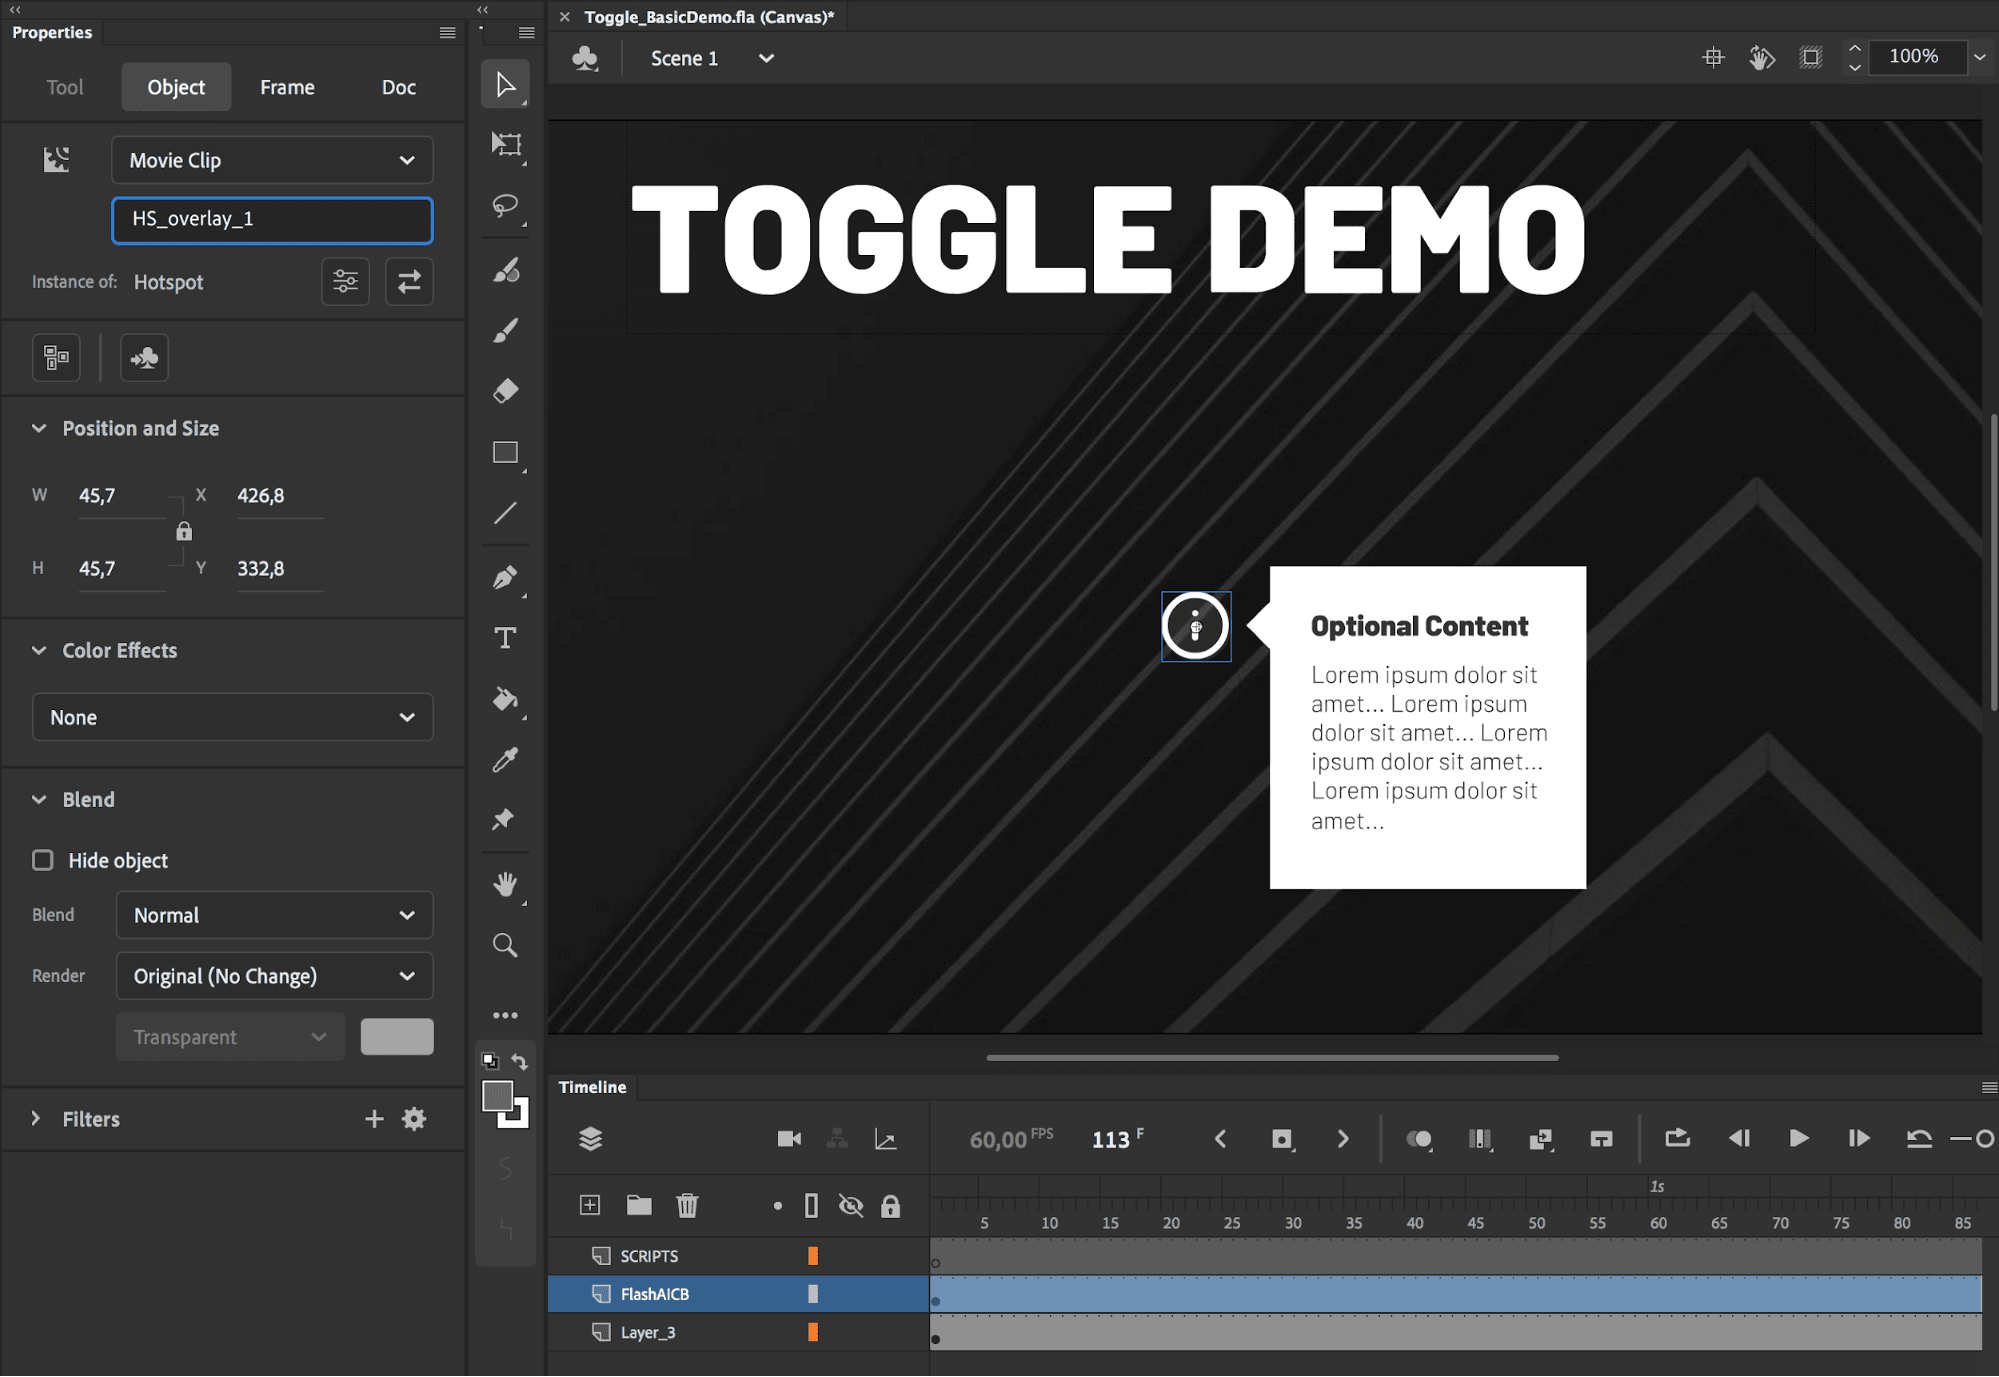 Properties
Tool Object Frame Doc
Movie Clip
HS_overlay_1
Instance of: Hotspot
Position and Size
W 45,7 X 426,8
H 45,7 Y 332,8
Color Effects
None
Blend
Hide object
Blend Normal
Render Original (No Change)
Transparent
Filters
Toggle_BasicDemo.fla (Canvas)*
Scene 1
100%
TOGGLE DEMO
Optional Content
Lorem ipsum dolor sit
amet... Lorem ipsum
dolor sit amet... Lorem
ipsum dolor sit amet...
Lorem ipsum dolor sit
amet...
Timeline
60,00 FPS 113 F
1s
5 10 15 20 25 30 35 40 45 50 55 60 65 70 75 80 85
SCRIPTS
FlashAICB
Layer_3